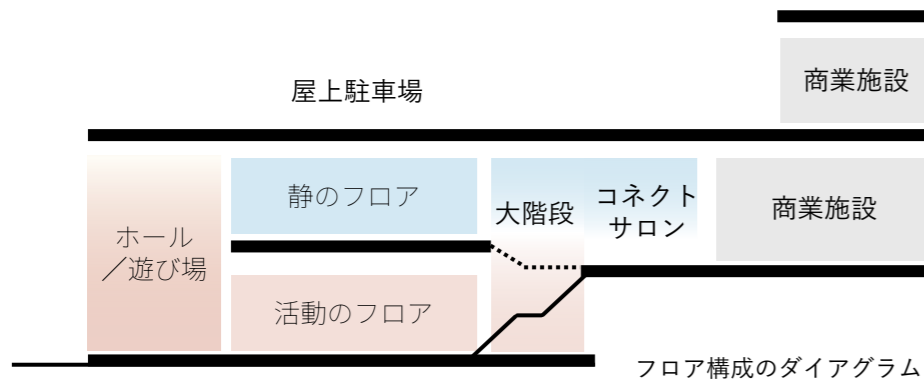 商業施設
屋上駐車場
静のフロア
大階段
コネクト
サロン
商業施設
ホール
／遊び場
活動のフロア
フロア構成のダイアグラム